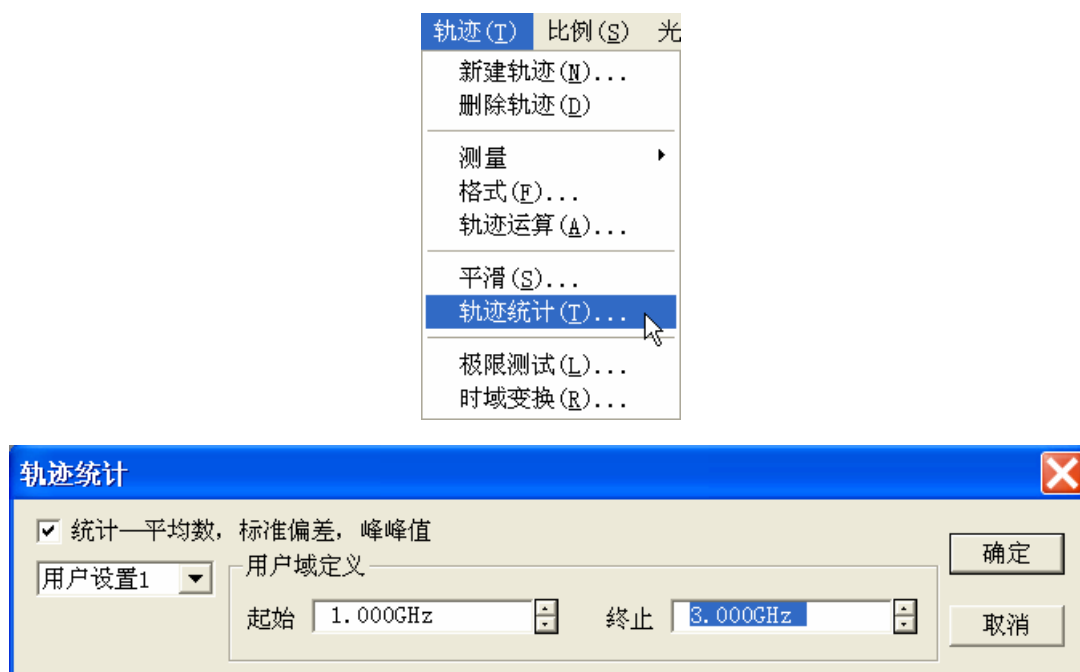 轨迹(T) 比例(S) 光
新建轨迹(N)...
删除轨迹(D)
测量
格式(F)...
轨迹运算(A)...
平滑(S)...
轨迹统计(T)...
极限测试(L)...
时域变换(R)...
轨迹统计
统计—平均数，标准偏差，峰峰值
确定
用户设置1
用户域定义
起始 1.000GHz 终止 3.000GHz
取消